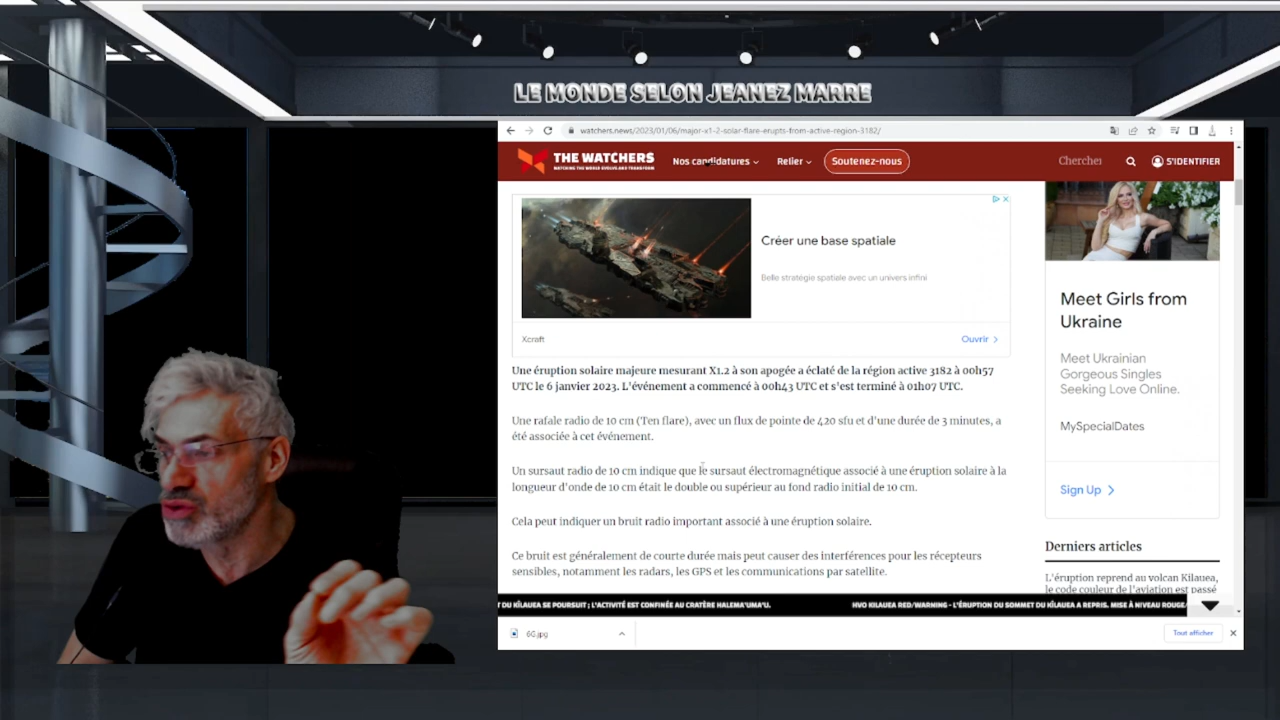 LE MONDE SELON JEANEZ MARRE
watchers.news/2023/01/06/major-x1-2-solar-flare-erupts-from-active-region-3182/
THE WATCHERS
WATCHING THE WORLD EVOLVE AND TRANSFORM
Nos candidatures
Relier
Soutenez-nous
Chercher
S'IDENTIFIER
Créer une base spatiale
Belle stratégie spatiale avec un univers infini
Xcraft
Ouvrir
Meet Girls from
Ukraine
Meet Ukrainian
Gorgeous Singles
Seeking Love Online.
MySpecialDates
Sign Up
Une éruption solaire majeure mesurant X1.2 à son apogée a éclaté de la région active 3182 à 00h57
UTC le 6 janvier 2023. L'événement a commencé à 00h43 UTC et s'est terminé à 01h07 UTC.
Une rafale radio de 10 cm (Ten flare), avec un flux de pointe de 420 sfu et d'une durée de 3 minutes, a
été associée à cet événement.
Un sursaut radio de 10 cm indique que le sursaut électromagnétique associé à une éruption solaire à la
longueur d'onde de 10 cm était le double ou supérieur au fond radio initial de 10 cm.
Cela peut indiquer un bruit radio important associé à une éruption solaire.
Ce bruit est généralement de courte durée mais peut causer des interférences pour les récepteurs
sensibles, notamment les radars, les GPS et les communications par satellite.
Derniers articles
L'éruption reprend au volcan Kilauea,
le code couleur de l'aviation est passé
DU KĪLAUEA SE POURSUIT ; L'ACTIVITÉ EST CONFINÉE AU CRATÈRE HALEMA'UMA'U.
HVO KILAUEA RED/WARNING - L'ÉRUPTION DU SOMMET DU KĪLAUEA A REPRIS. MISE À NIVEAU ROUGE/
6G.jpg
Tout afficher